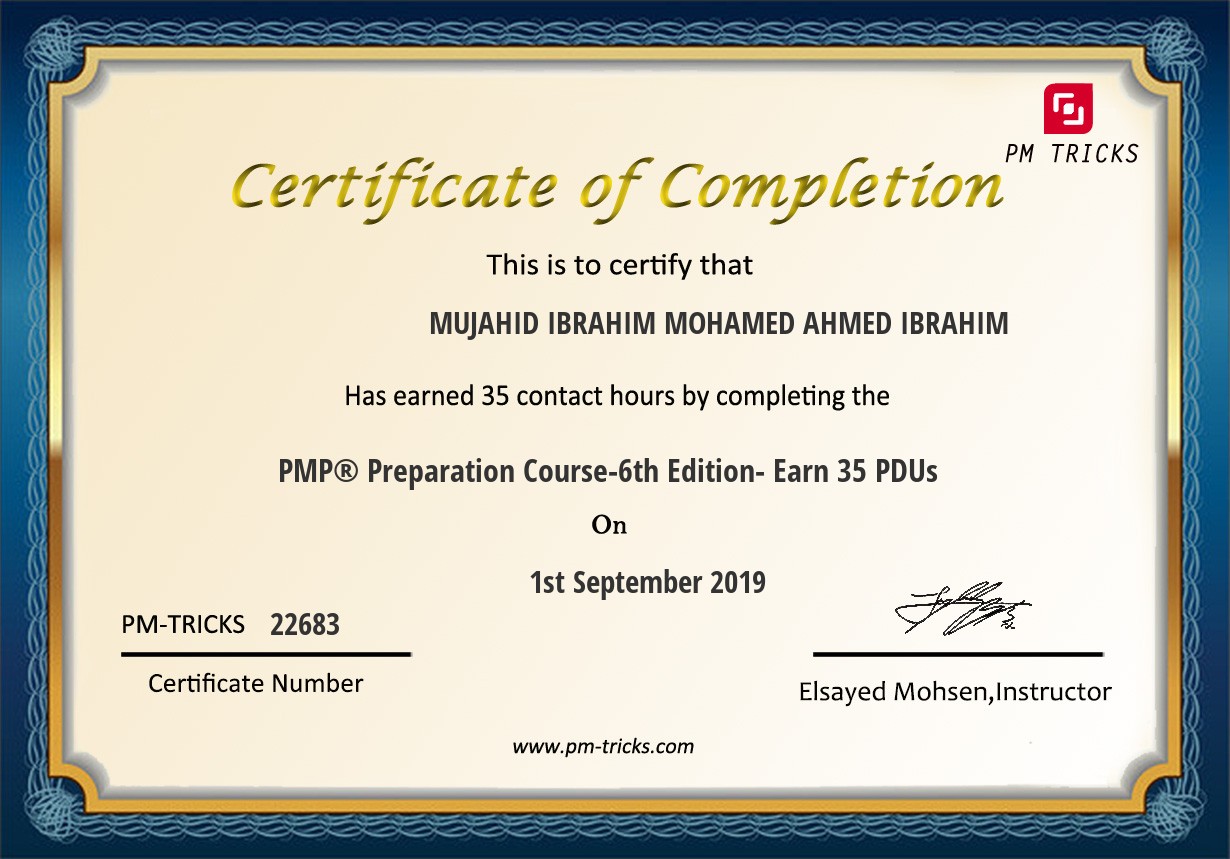 PM TRICKS
Certificate of Completion
This is to certify that
MUJAHID IBRAHIM MOHAMED AHMED IBRAHIM
Has earned 35 contact hours by completing the
PMP® Preparation Course-6th Edition- Earn 35 PDUs
On
1st September 2019
PM-TRICKS 22683
Certificate Number
Elsayed Mohsen,Instructor
www.pm-tricks.com